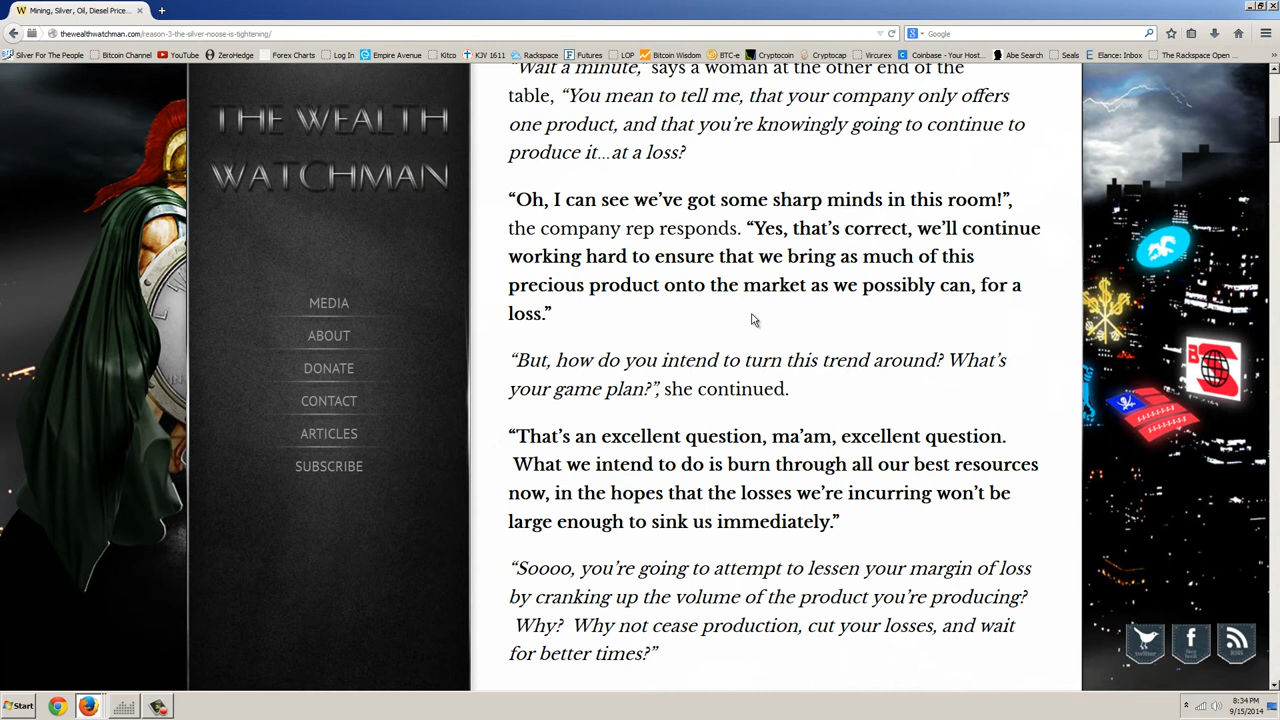 Mining, Silver, Oil, Diesel Price...
thewealthwatchman.com/reason-3-the-silver-noose-is-tightening/
Google
Silver For The People
Bitcoin Channel
YouTube
ZeroHedge
Forex Charts
Log In
Empire Avenue
Kitco
KJV 1611
Rackspace
Futures
LOP
Bitcoin Wisdom
BTC-e
Cryptocoin
Cryptocap
Vircurex
Coinbase - Your Host...
Abe Search
Seals
Elance: Inbox
The Rackspace Open ...
THE WEALTH
WATCHMAN
MEDIA
ABOUT
DONATE
CONTACT
ARTICLES
SUBSCRIBE
“Wait a minute,” says a woman at the other end of the
table, “You mean to tell me, that your company only offers
one product, and that you’re knowingly going to continue to
produce it...at a loss?
“Oh, I can see we’ve got some sharp minds in this room!”,
the company rep responds. “Yes, that’s correct, we’ll continue
working hard to ensure that we bring as much of this
precious product onto the market as we possibly can, for a
loss.”
“But, how do you intend to turn this trend around? What’s
your game plan?”, she continued.
“That’s an excellent question, ma’am, excellent question.
What we intend to do is burn through all our best resources
now, in the hopes that the losses we’re incurring won’t be
large enough to sink us immediately.”
“Soooo, you’re going to attempt to lessen your margin of loss
by cranking up the volume of the product you’re producing?
Why? Why not cease production, cut your losses, and wait
for better times?”
twitter
Start
8:34 PM
9/15/2014